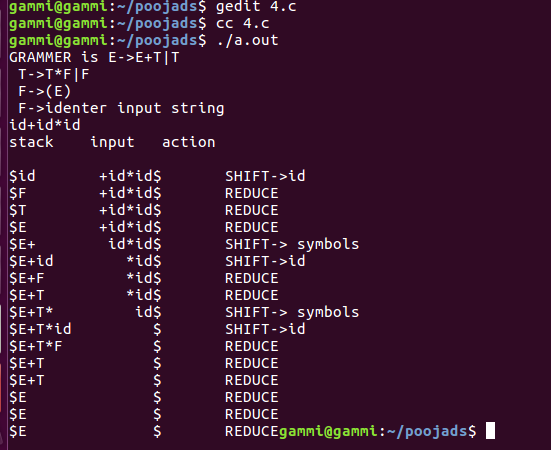 gammi@gammi:~/poojads$ gedit 4.c
gammi@gammi:~/poojads$ cc 4.c
gammi@gammi:~/poojads$ ./a.out
GRAMMER is E->E+T|T
 T->T*F|F
 F->(E)
 F->identer input string
id+id*id
stack    input   action

$id       +id*id$       SHIFT->id
$F        +id*id$       REDUCE
$T        +id*id$       REDUCE
$E        +id*id$       REDUCE
$E+        id*id$       SHIFT-> symbols
$E+id        *id$       SHIFT->id
$E+F         *id$       REDUCE
$E+T         *id$       REDUCE
$E+T*         id$       SHIFT-> symbols
$E+T*id         $       SHIFT->id
$E+T*F          $       REDUCE
$E+T            $       REDUCE
$E+T            $       REDUCE
$E              $       REDUCE
$E              $       REDUCE
$E              $       REDUCEgammi@gammi:~/poojads$